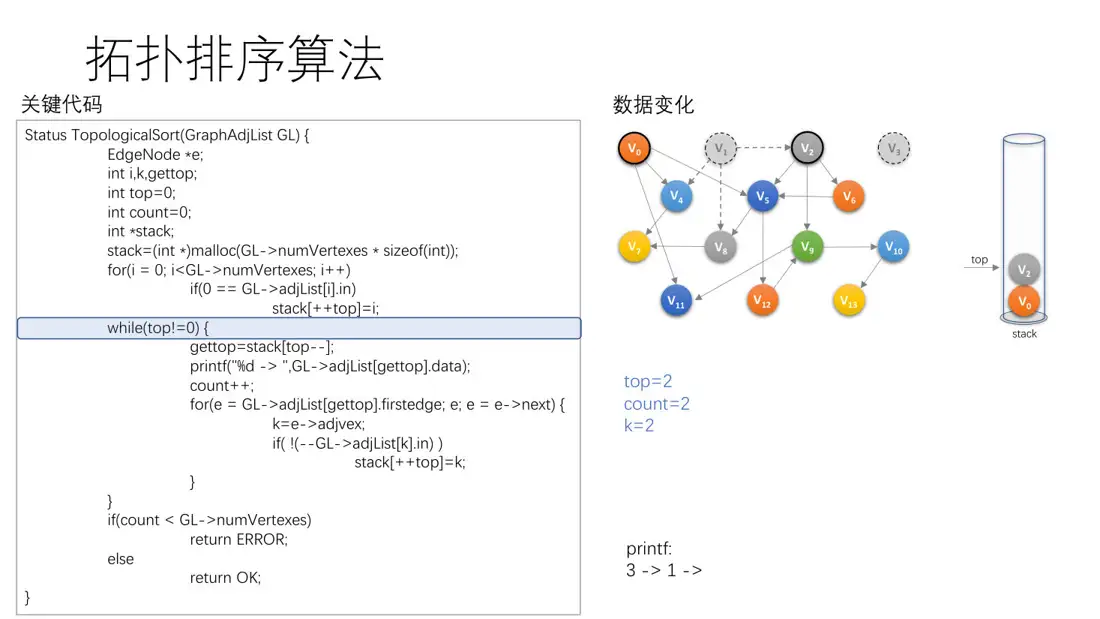 拓扑排序算法
关键代码
Status TopologicalSort(GraphAdjList GL) {
EdgeNode *e;
int i,k,gettop;
int top=0;
int count=0;
int *stack;
stack=(int *)malloc(GL->numVertexes * sizeof(int));
for(i = 0; i<GL->numVertexes; i++)
if(0 == GL->adjList[i].in)
stack[++top]=i;
while(top!=0) {
gettop=stack[top--];
printf("%d -> ",GL->adjList[gettop].data);
count++;
for(e = GL->adjList[gettop].firstedge; e; e = e->next) {
k=e->adjvex;
if( !(--GL->adjList[k].in) )
stack[++top]=k;
}
}
if(count < GL->numVertexes)
return ERROR;
else
return OK;
}
数据变化
V0 V1 V2 V3
V4 V5 V6
V7 V8 V9 V10
V11 V12 V13
top
V2
V0
stack
top=2
count=2
k=2
printf:
3 -> 1 ->